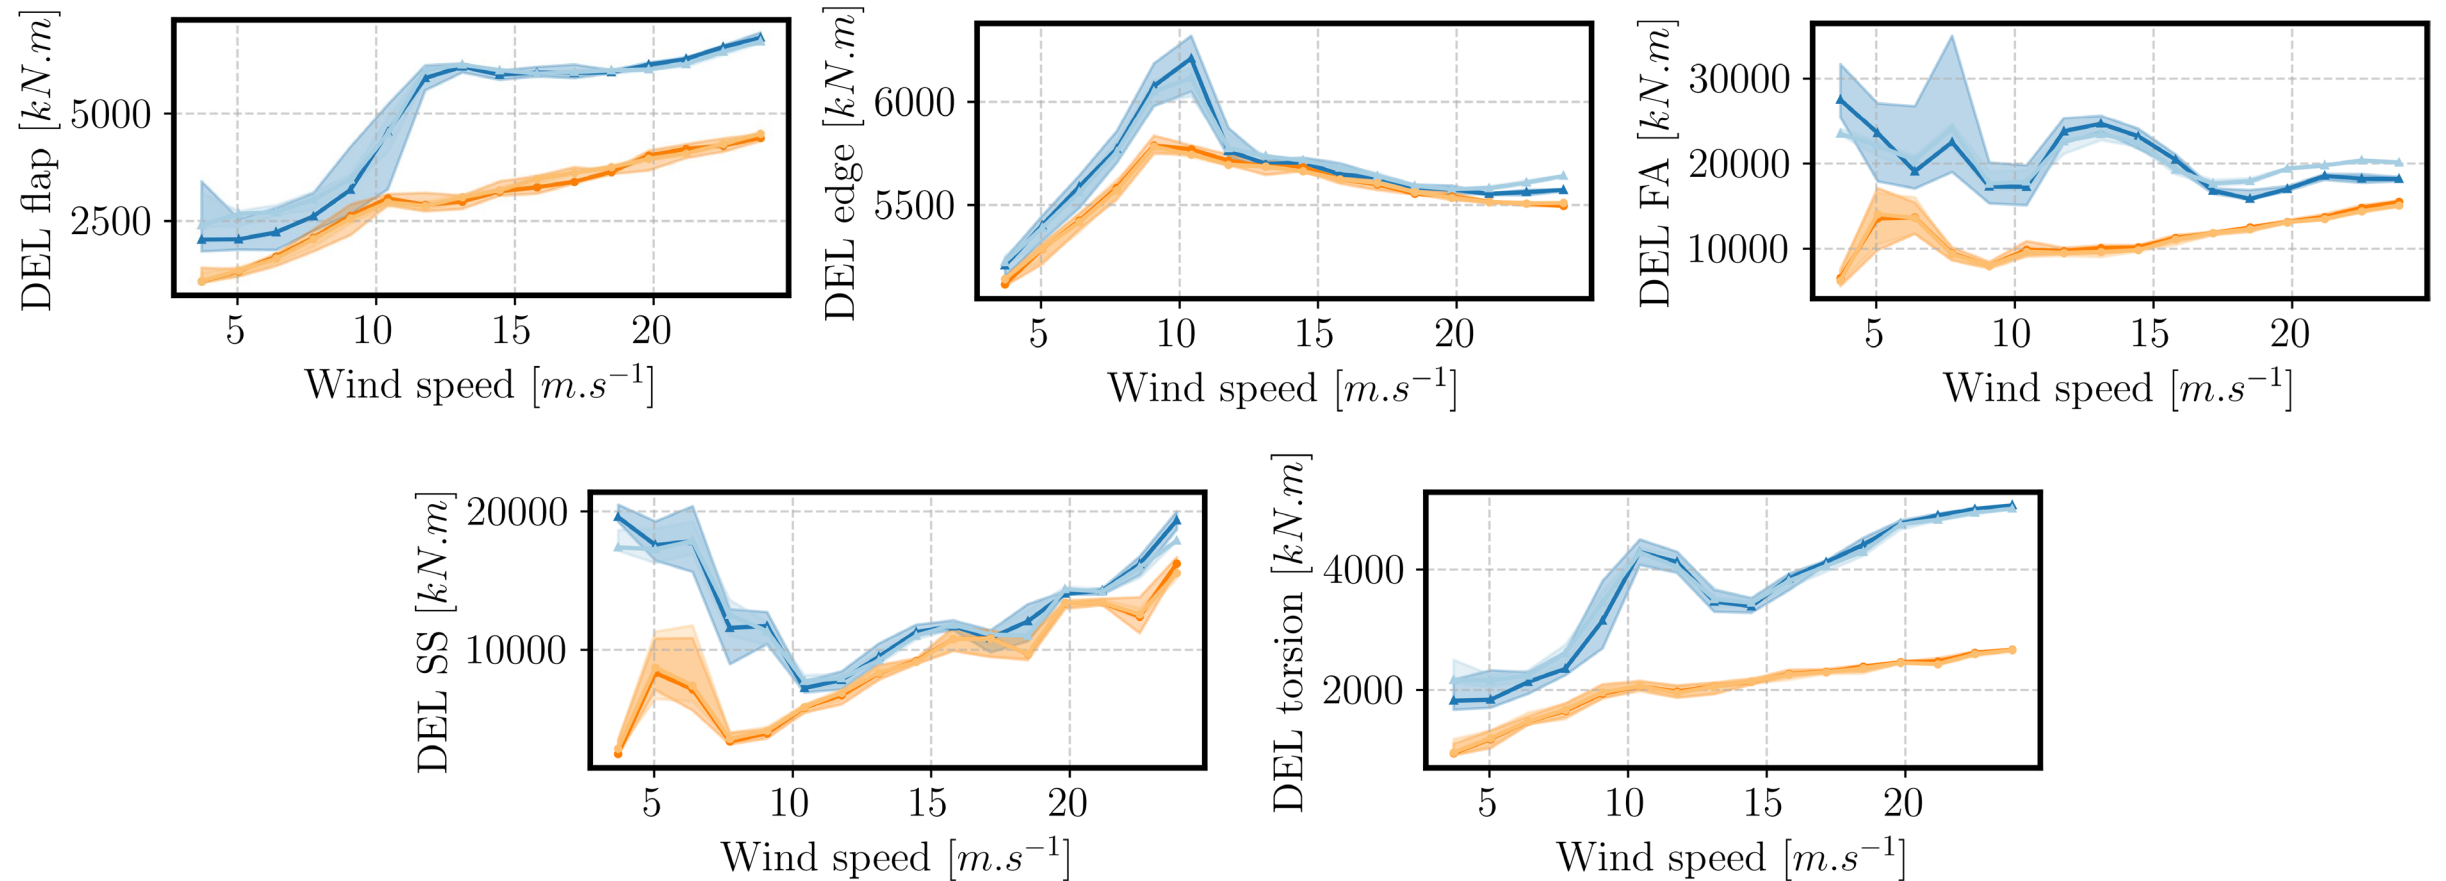 DEL flap [kN.m]
5000
2500
5 10 15 20
Wind speed [m.s⁻¹]
DEL edge [kN.m]
6000
5500
5 10 15 20
Wind speed [m.s⁻¹]
DEL FA [kN.m]
30000
20000
10000
5 10 15 20
Wind speed [m.s⁻¹]
DEL SS [kN.m]
20000
10000
5 10 15 20
Wind speed [m.s⁻¹]
DEL torsion [kN.m]
4000
2000
5 10 15 20
Wind speed [m.s⁻¹]